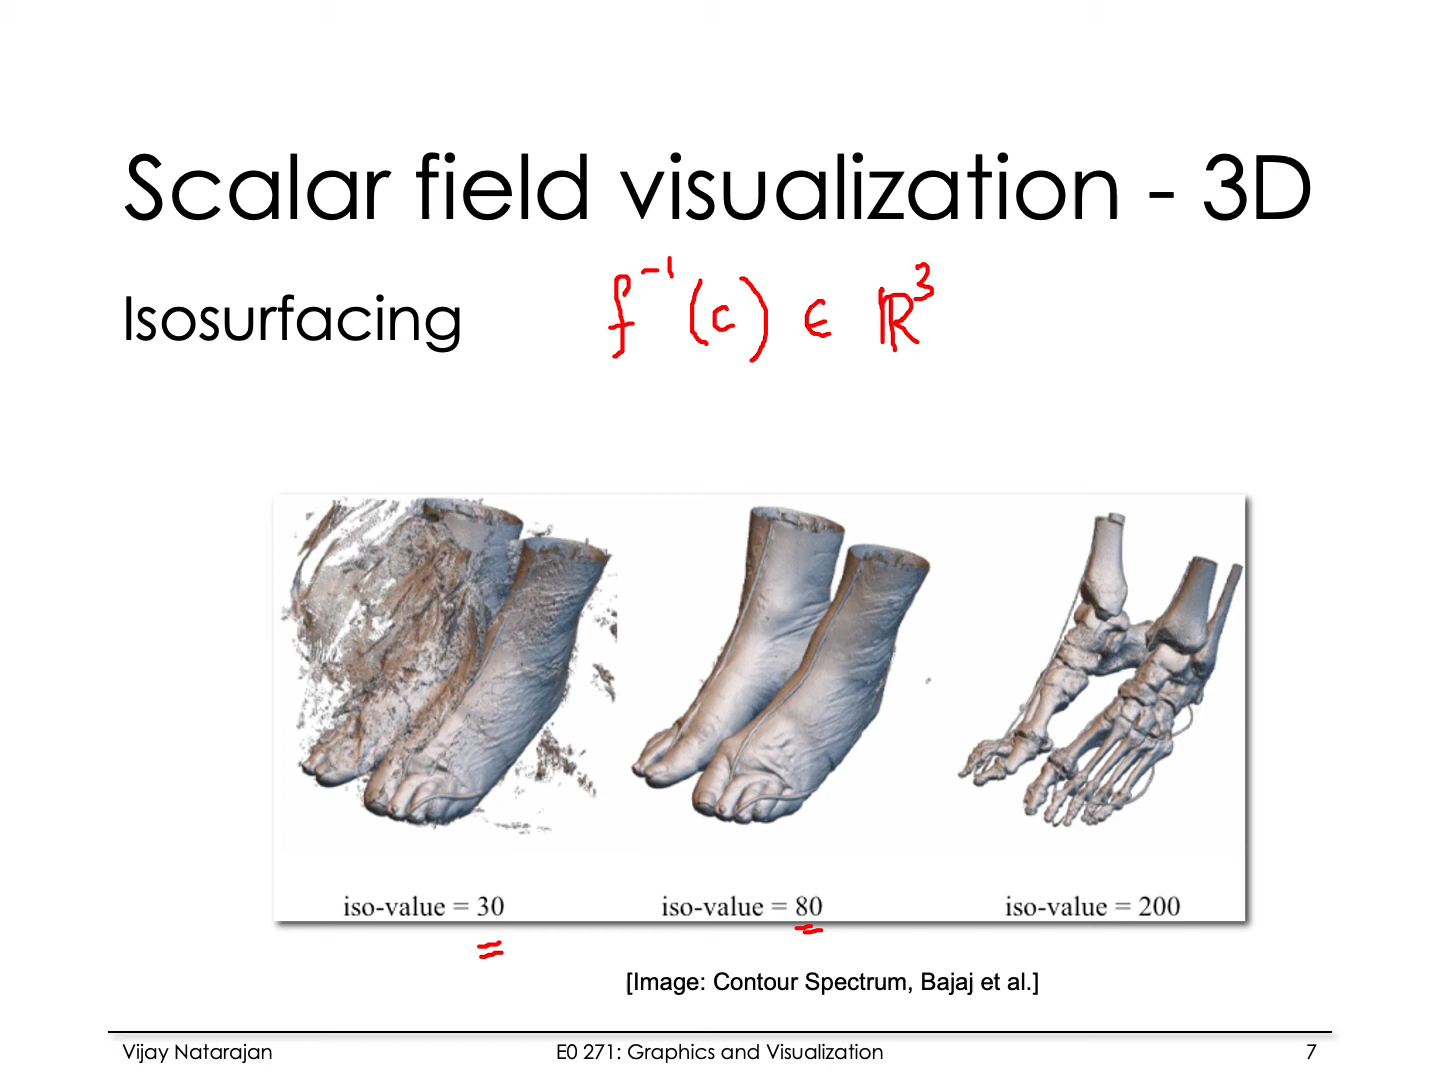 Scalar field visualization - 3D
Isosurfacing f⁻¹(c) ∈ ℝ³
iso-value = 30 iso-value = 80 iso-value = 200
[Image: Contour Spectrum, Bajaj et al.]
Vijay Natarajan E0 271: Graphics and Visualization 7